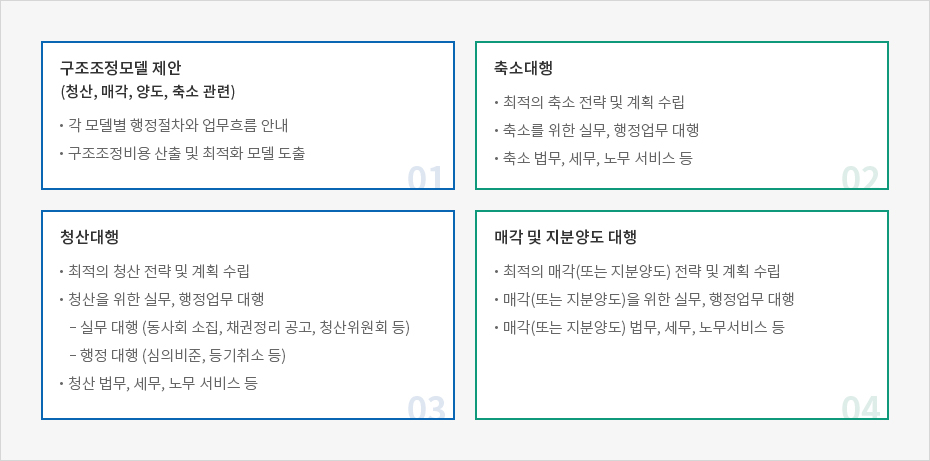 구조조정모델 제안
(청산, 매각, 양도, 축소 관련)
• 각 모델별 행정절차와 업무흐름 안내
• 구조조정비용 산출 및 최적화 모델 도출
01
축소대행
• 최적의 축소 전략 및 계획 수립
• 축소를 위한 실무, 행정업무 대행
• 축소 법무, 세무, 노무 서비스 등
02
청산대행
• 최적의 청산 전략 및 계획 수립
• 청산을 위한 실무, 행정업무 대행
– 실무 대행 (동사회 소집, 채권정리 공고, 청산위원회 등)
– 행정 대행 (심의비준, 등기취소 등)
• 청산 법무, 세무, 노무 서비스 등
03
매각 및 지분양도 대행
• 최적의 매각(또는 지분양도) 전략 및 계획 수립
• 매각(또는 지분양도)을 위한 실무, 행정업무 대행
• 매각(또는 지분양도) 법무, 세무, 노무서비스 등
04